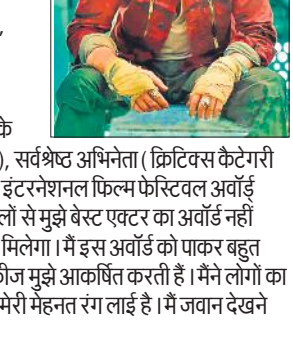 ,
के
), सर्वश्रेष्ठ अभिनेता ( क्रिटिक्स कैटेगरी
इंटरनेशनल फिल्म फेस्टिवल अवॉर्ड्
लों से मुझे बेस्ट एक्टर का अवॉर्ड नहीं
मिलेगा । मैं इस अवॉर्ड को पाकर बहुत
ीज मुझे आकर्षित करती हैं । मैंने लोगों का
मेरी मेहनत रंग लाई है । मैं जवान देखने